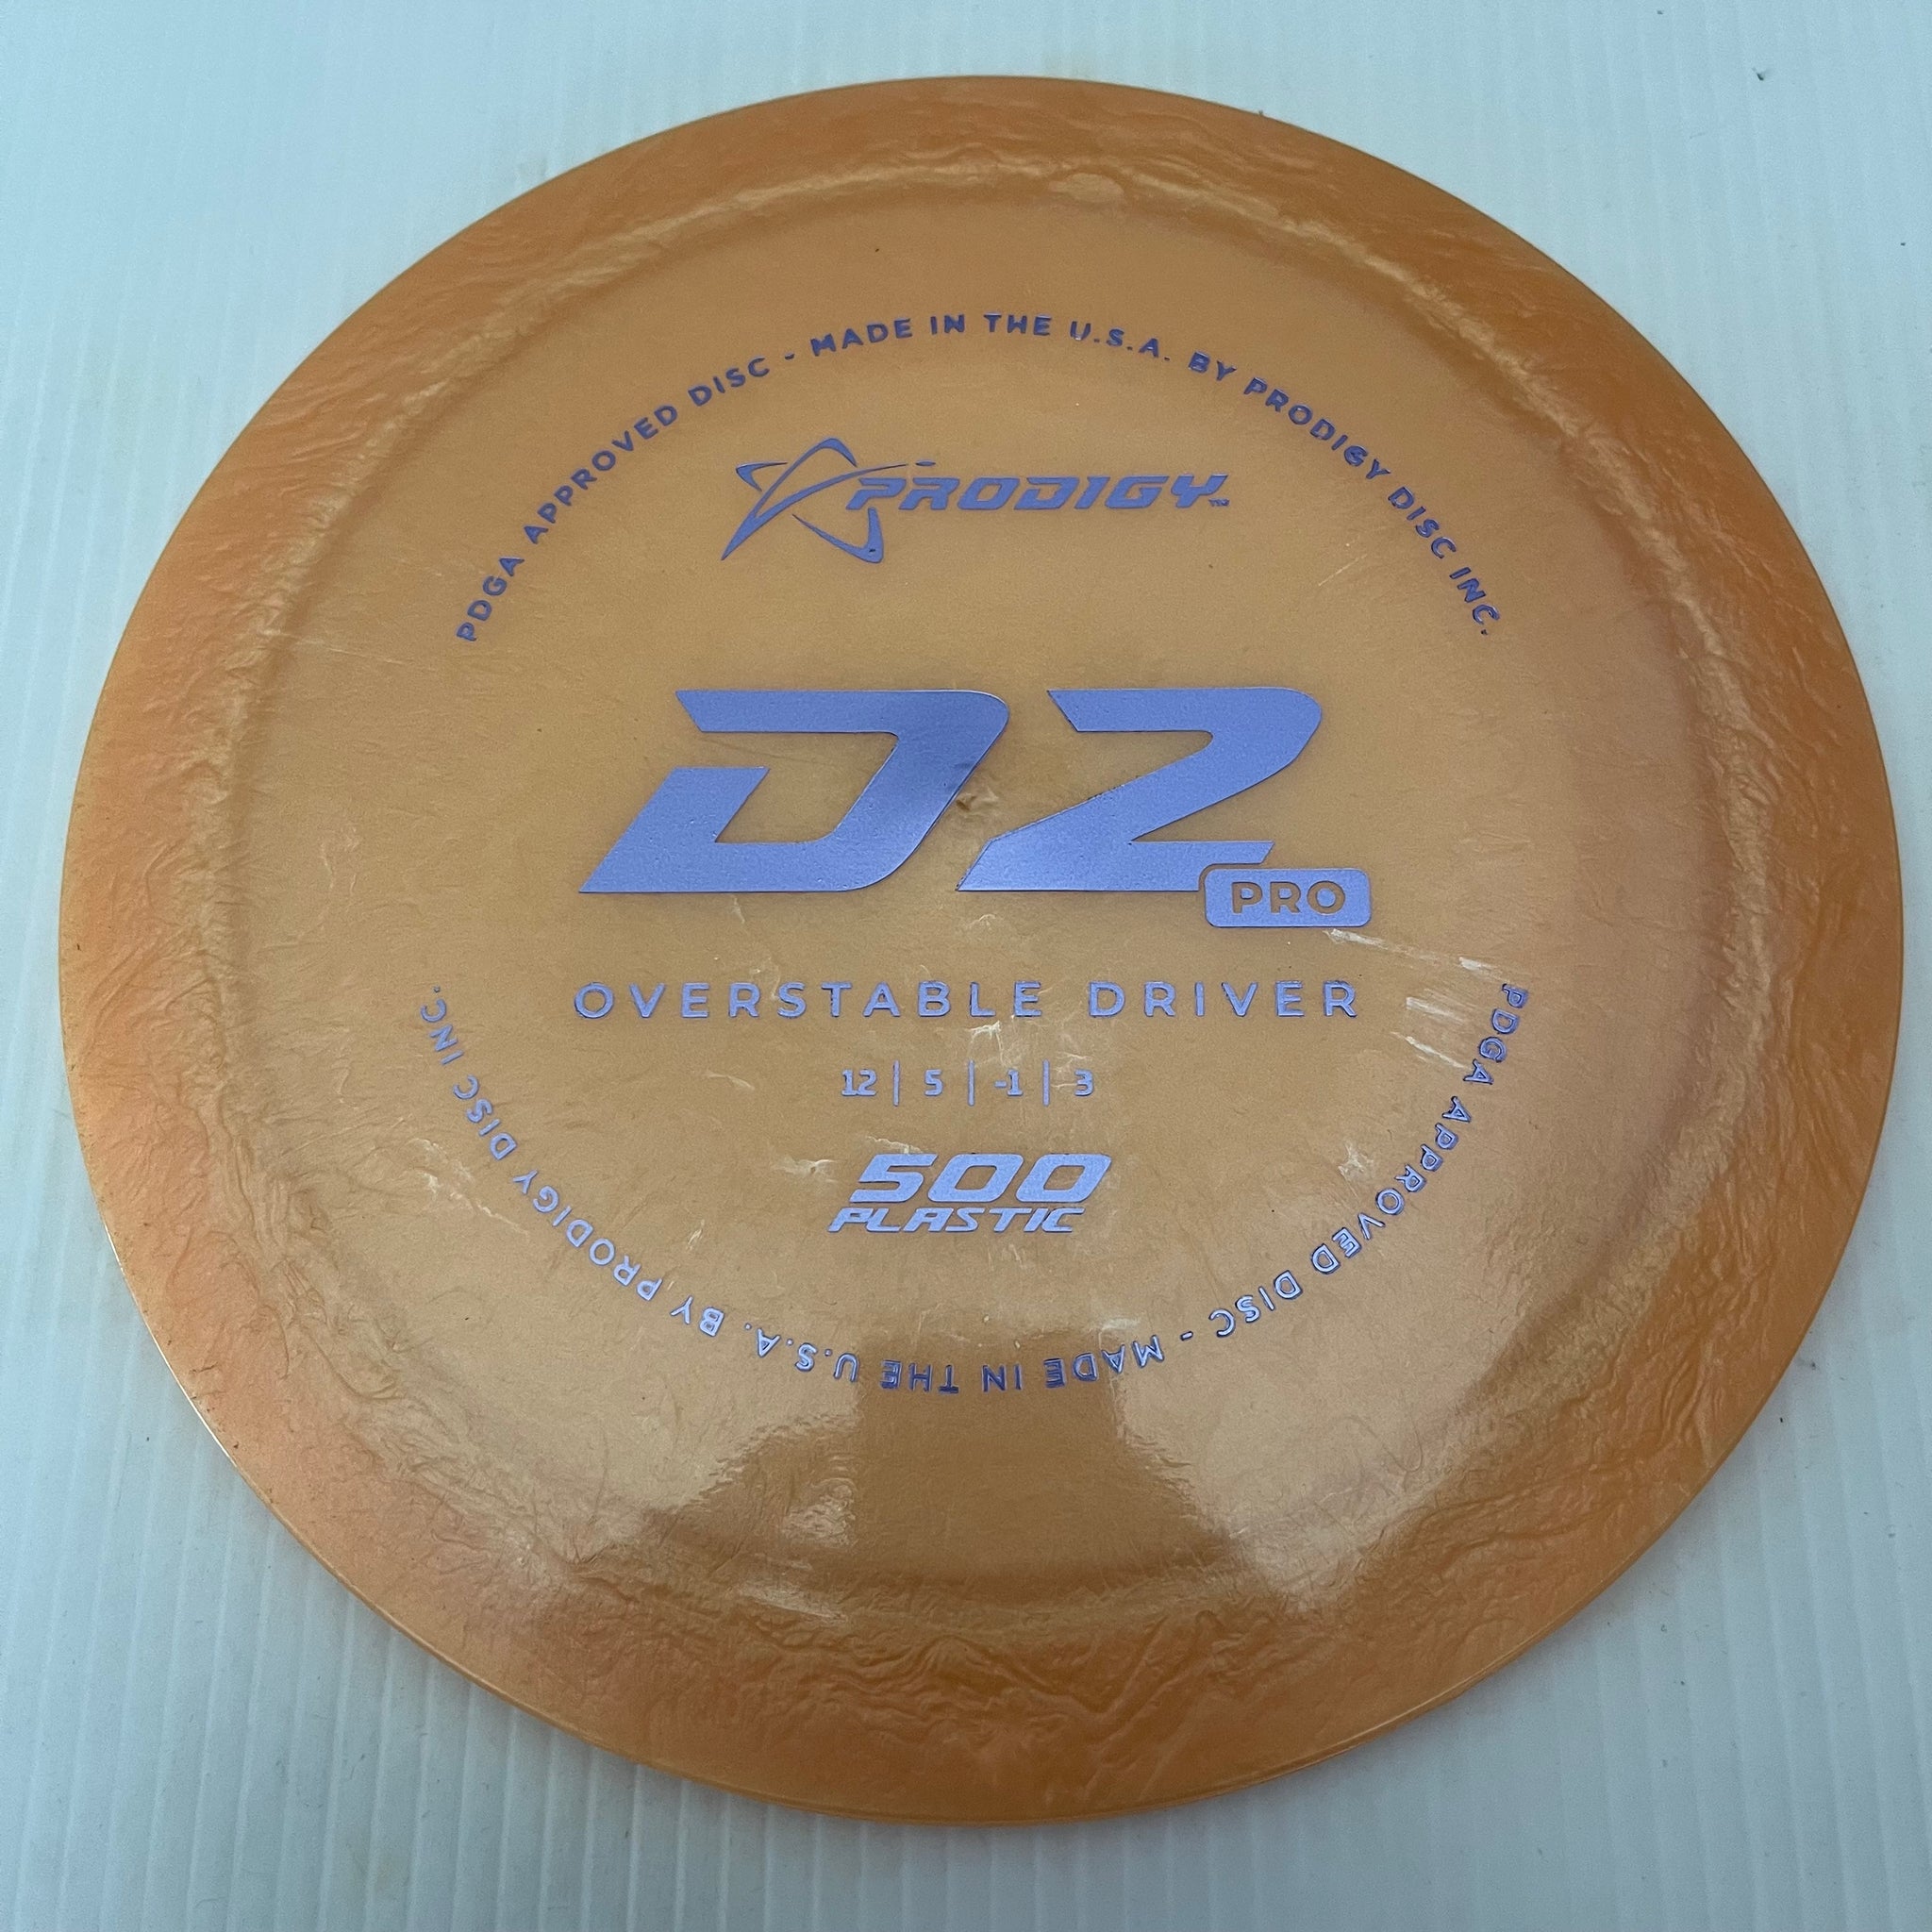 PDGA APPROVED DISC - MADE IN THE U.S.A. BY PRODIGY DISC INC.
PRODIGY
D2
PRO
OVERSTABLE DRIVER
12 | 5 | -1 | 3
500
PLASTIC
PDGA APPROVED DISC - MADE IN THE U.S.A. BY PRODIGY DISC INC.